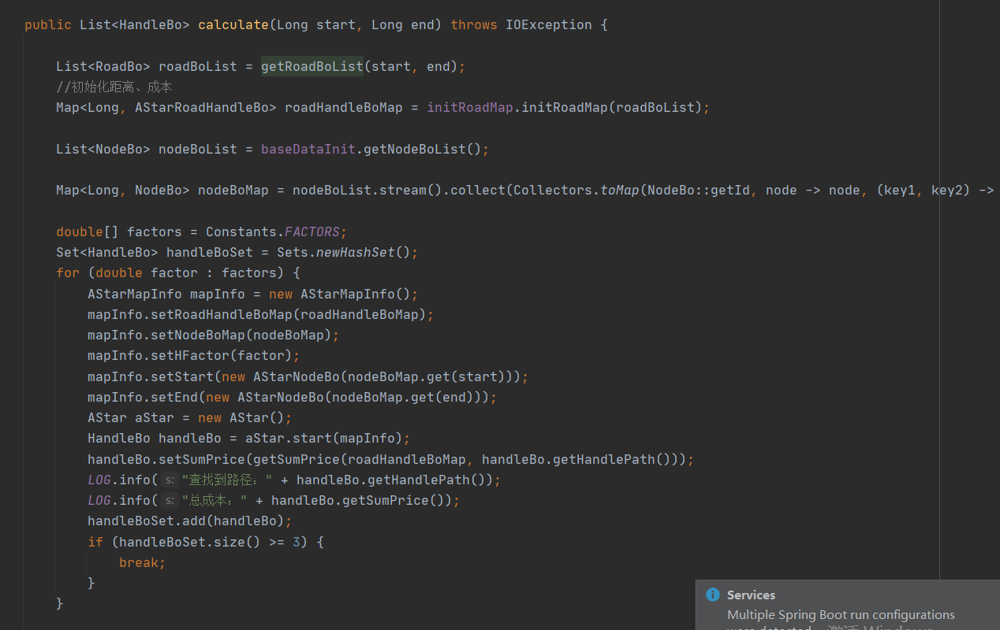 public List<HandleBo> calculate(Long start, Long end) throws IOException {
List<RoadBo> roadBoList = getRoadBoList(start, end);
//初始化距离、成本
Map<Long, AStarRoadHandleBo> roadHandleBoMap = initRoadMap.initRoadMap(roadBoList);
List<NodeBo> nodeBoList = baseDataInit.getNodeBoList();
Map<Long, NodeBo> nodeBoMap = nodeBoList.stream().collect(Collectors.toMap(NodeBo::getId, node -> node, (key1, key2) ->
double[] factors = Constants.FACTORS;
Set<HandleBo> handleBoSet = Sets.newHashSet();
for (double factor : factors) {
AStarMapInfo mapInfo = new AStarMapInfo();
mapInfo.setRoadHandleBoMap(roadHandleBoMap);
mapInfo.setNodeBoMap(nodeBoMap);
mapInfo.setHFactor(factor);
mapInfo.setStart(new AStarNodeBo(nodeBoMap.get(start)));
mapInfo.setEnd(new AStarNodeBo(nodeBoMap.get(end)));
AStar aStar = new AStar();
HandleBo handleBo = aStar.start(mapInfo);
handleBo.setSumPrice(getSumPrice(roadHandleBoMap, handleBo.getHandlePath()));
LOG.info( s: "查找到路径：" + handleBo.getHandlePath());
LOG.info( s: "总成本：" + handleBo.getSumPrice());
handleBoSet.add(handleBo);
if (handleBoSet.size() >= 3) {
break;
}
}
Services
Multiple Spring Boot run configurations
were detected
激活 Windows